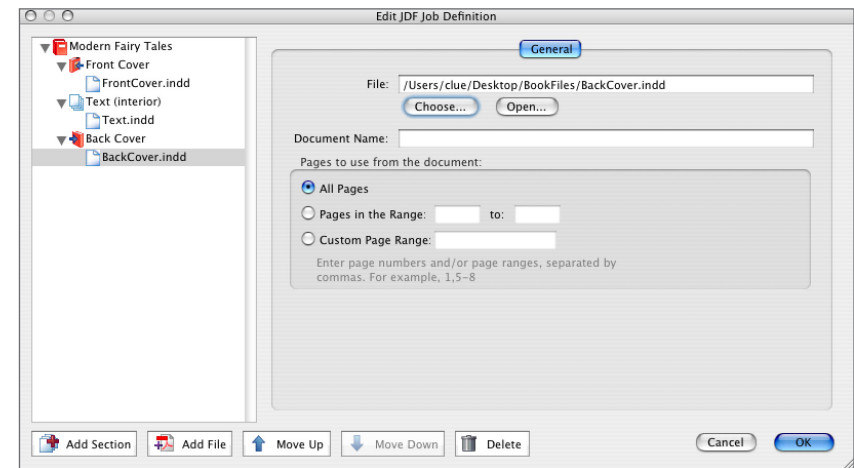 Edit JDF Job Definition
Modern Fairy Tales
Front Cover
FrontCover.indd
Text (interior)
Text.indd
Back Cover
BackCover.indd
General
File: /Users/clue/Desktop/BookFiles/BackCover.indd
Choose... Open...
Document Name:
Pages to use from the document:
All Pages
Pages in the Range: to:
Custom Page Range:
Enter page numbers and/or page ranges, separated by
commas. For example, 1,5-8
Add Section Add File Move Up Move Down Delete Cancel OK